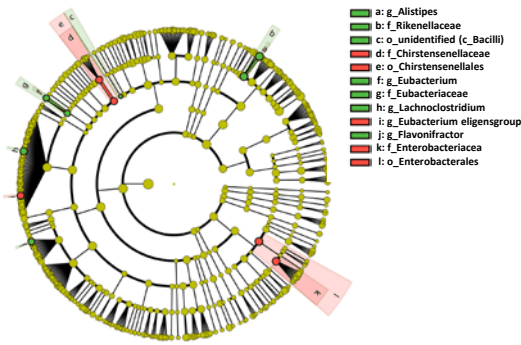 a: g_Alistipes
b: f_Rikenellaceae
c: o_unidentified (c_Bacilli)
d: f_Chirstensenellaceae
e: o_Chirstensenellales
f: g_Eubacterium
g: f_Eubacteriaceae
h: g_Lachnoclostridium
i: g_Eubacterium eligensgroup
j: g_Flavonifractor
k: f_Enterobacteriacea
l: o_Enterobacterales
e
c
d
b
a
g
f
h
k
l